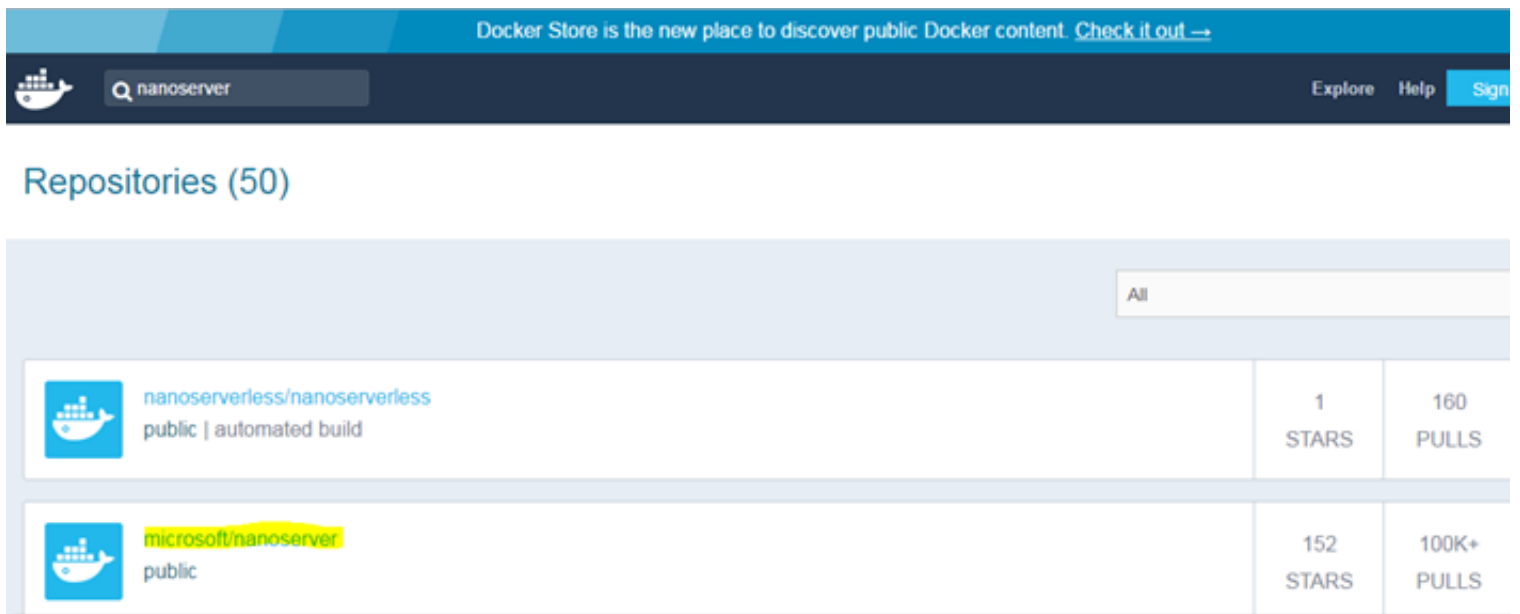 Docker Store is the new place to discover public Docker content. Check it out →
nanoserver
Explore Help Sign
Repositories (50)
All
nanoserverless/nanoserverless
public | automated build
1
STARS
160
PULLS
microsoft/nanoserver
public
152
STARS
100K+
PULLS